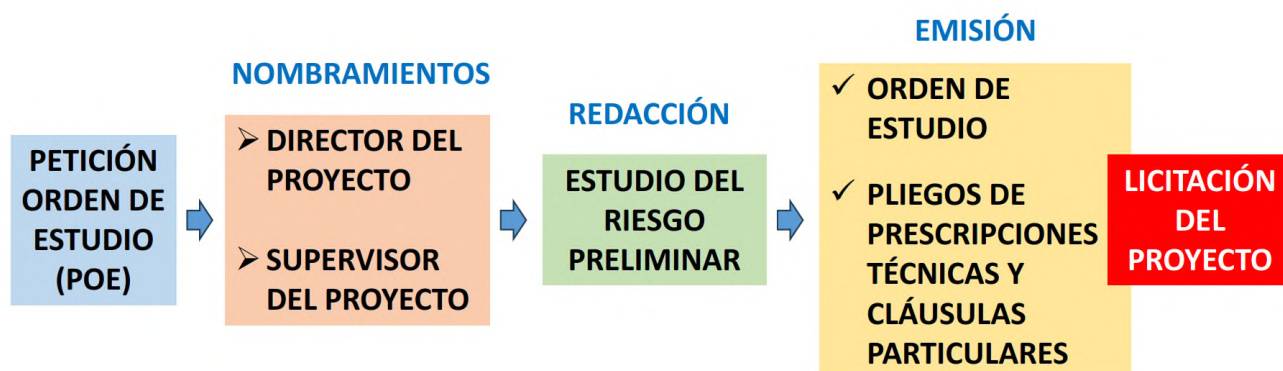 PETICIÓN
ORDEN DE
ESTUDIO
(POE)
NOMBRAMIENTOS
DIRECTOR DEL
PROYECTO
SUPERVISOR
DEL PROYECTO
REDACCIÓN
ESTUDIO DEL
RIESGO
PRELIMINAR
EMISIÓN
ORDEN DE
ESTUDIO
PLIEGOS DE
PRESCRIPCIONES
TÉCNICAS Y
CLÁUSULAS
PARTICULARES
LICITACIÓN
DEL
PROYECTO